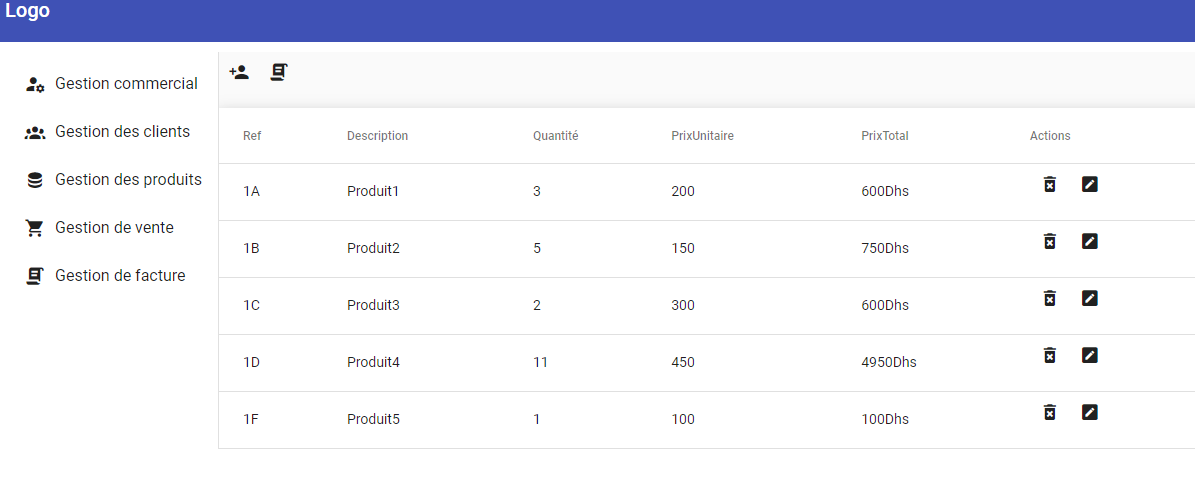 Logo
Gestion commercial
Gestion des clients
Gestion des produits
Gestion de vente
Gestion de facture
Ref Description Quantité PrixUnitaire PrixTotal Actions
1A Produit1 3 200 600Dhs
1B Produit2 5 150 750Dhs
1C Produit3 2 300 600Dhs
1D Produit4 11 450 4950Dhs
1F Produit5 1 100 100Dhs